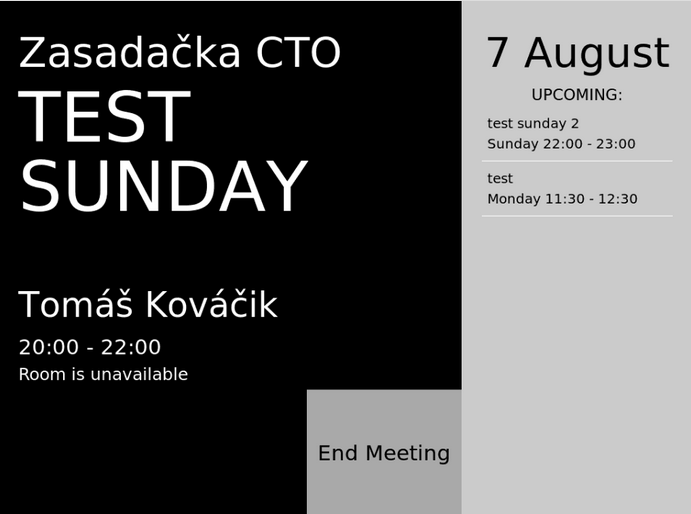 Zasadačka CTO
TEST
SUNDAY
Tomáš Kováčik
20:00 - 22:00
Room is unavailable
End Meeting
7 August
UPCOMING:
test sunday 2
Sunday 22:00 - 23:00
test
Monday 11:30 - 12:30